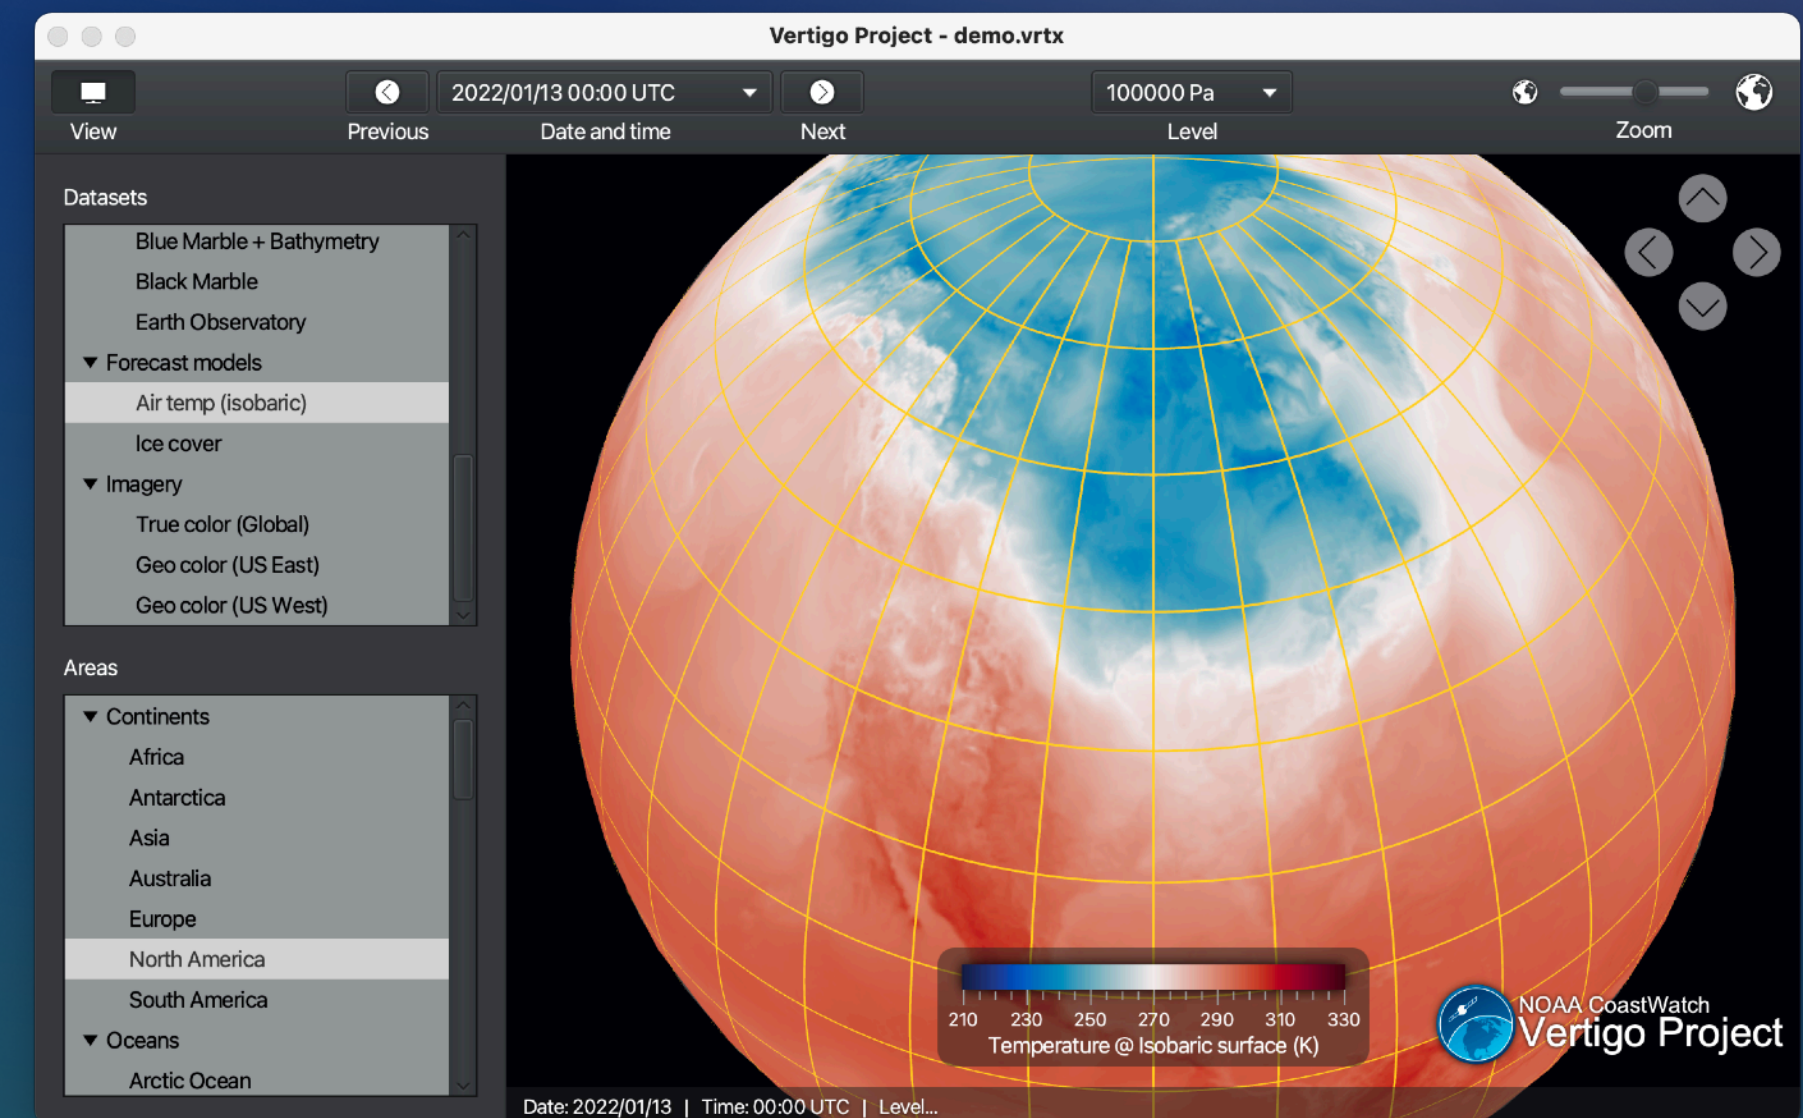 Vertigo Project - demo.vrtx
2022/01/13 00:00 UTC
100000 Pa
View
Previous
Date and time
Next
Level
Zoom
Datasets
Blue Marble + Bathymetry
Black Marble
Earth Observatory
▼ Forecast models
Air temp (isobaric)
Ice cover
▼ Imagery
True color (Global)
Geo color (US East)
Geo color (US West)
Areas
▼ Continents
Africa
Antarctica
Asia
Australia
Europe
North America
South America
▼ Oceans
Arctic Ocean
210 230 250 270 290 310 330
Temperature @ Isobaric surface (K)
NOAA CoastWatch
Vertigo Project
Date: 2022/01/13 | Time: 00:00 UTC | Level...